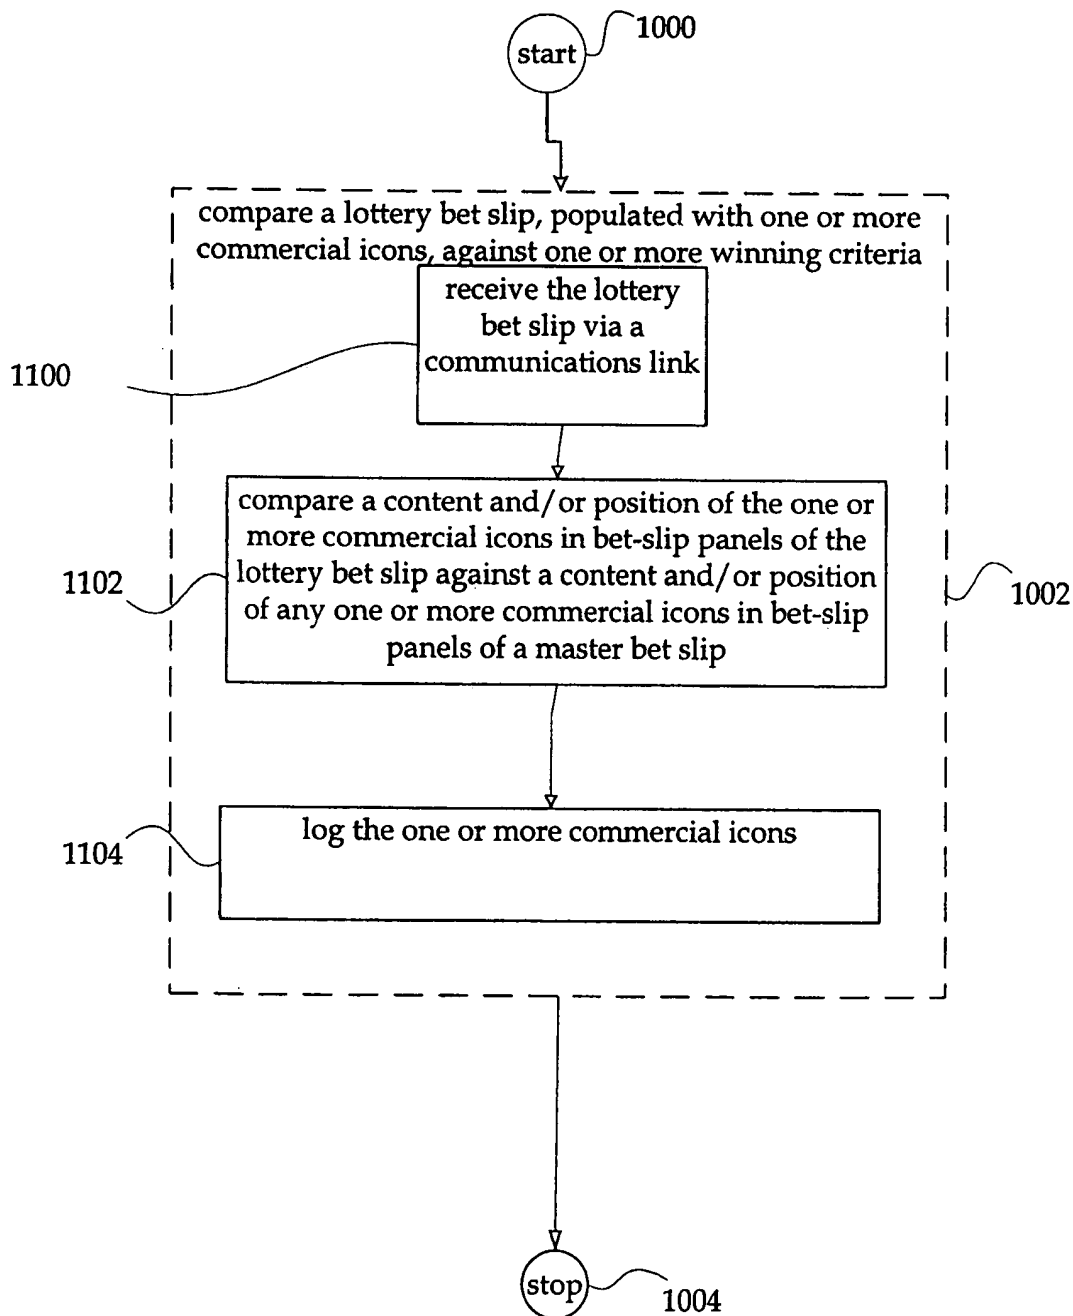 1000
start
compare a lottery bet slip, populated with one or more
commercial icons, against one or more winning criteria
receive the lottery
bet slip via a
communications link
1100
compare a content and/or position of the one or
more commercial icons in bet-slip panels of the
lottery bet slip against a content and/or position
of any one or more commercial icons in bet-slip
panels of a master bet slip
1102
1002
log the one or more commercial icons
1104
stop
1004